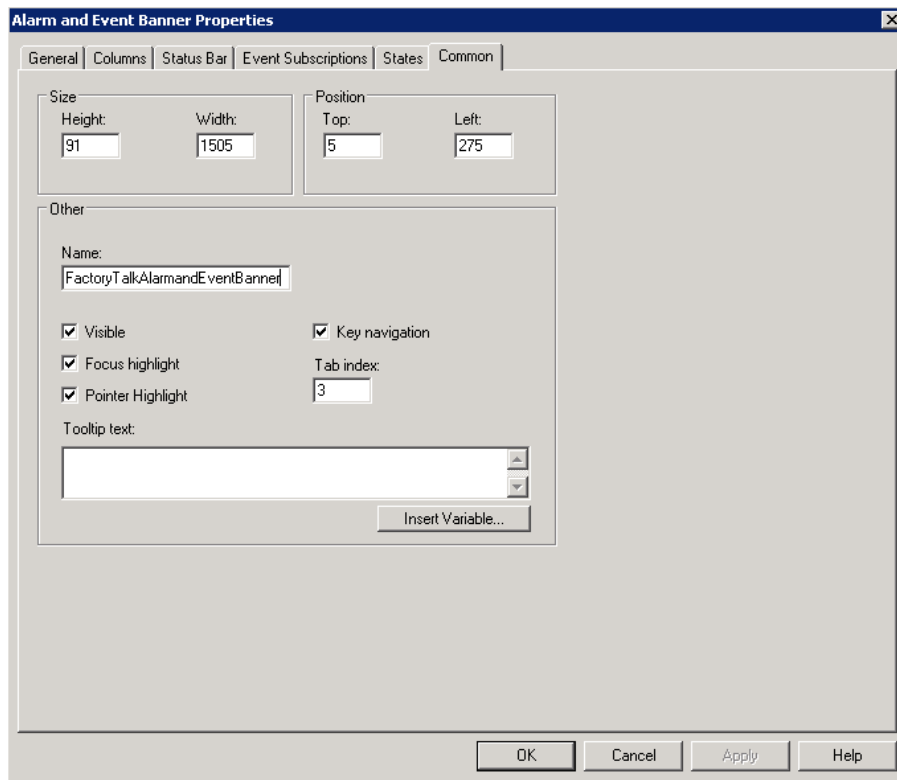 Alarm and Event Banner Properties
General Columns Status Bar Event Subscriptions States Common
Size Position
Height: Width: Top: Left:
91 1505 5 275
Other
Name:
FactoryTalkAlarmandEventBanner
Visible Key navigation
Focus highlight Tab index:
Pointer Highlight 3
Tooltip text:
Insert Variable...
OK Cancel Apply Help